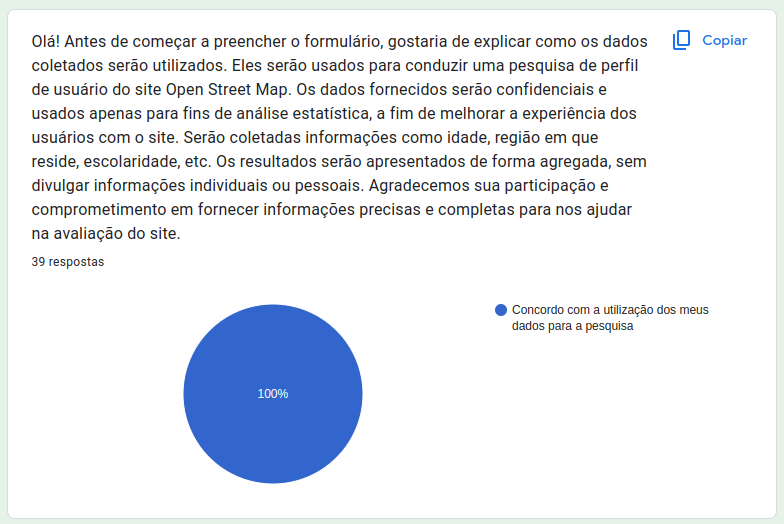 Olá! Antes de começar a preencher o formulário, gostaria de explicar como os dados
coletados serão utilizados. Eles serão usados para conduzir uma pesquisa de perfil
de usuário do site Open Street Map. Os dados fornecidos serão confidenciais e
usados apenas para fins de análise estatística, a fim de melhorar a experiência dos
usuários com o site. Serão coletadas informações como idade, região em que
reside, escolaridade, etc. Os resultados serão apresentados de forma agregada, sem
divulgar informações individuais ou pessoais. Agradecemos sua participação e
comprometimento em fornecer informações precisas e completas para nos ajudar
na avaliação do site.
Copiar
39 respostas
100%
Concordo com a utilização dos meus
dados para a pesquisa